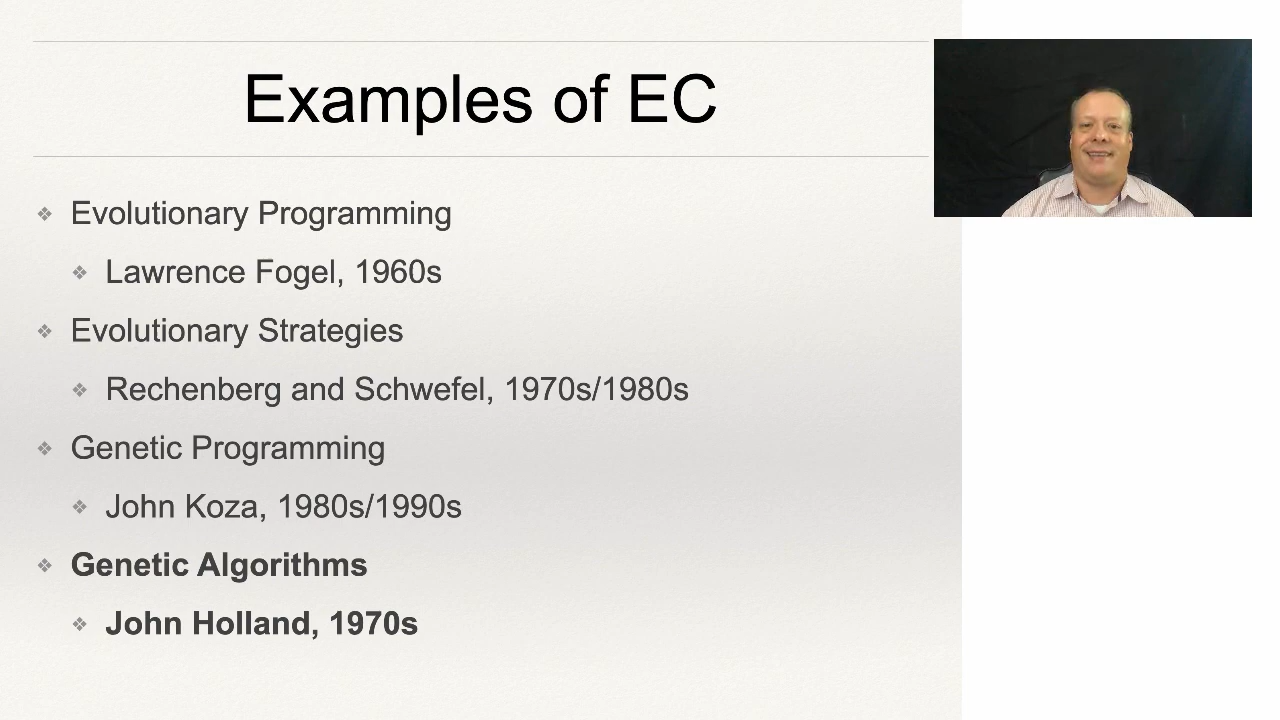 Examples of EC
Evolutionary Programming
Lawrence Fogel, 1960s
Evolutionary Strategies
Rechenberg and Schwefel, 1970s/1980s
Genetic Programming
John Koza, 1980s/1990s
Genetic Algorithms
John Holland, 1970s